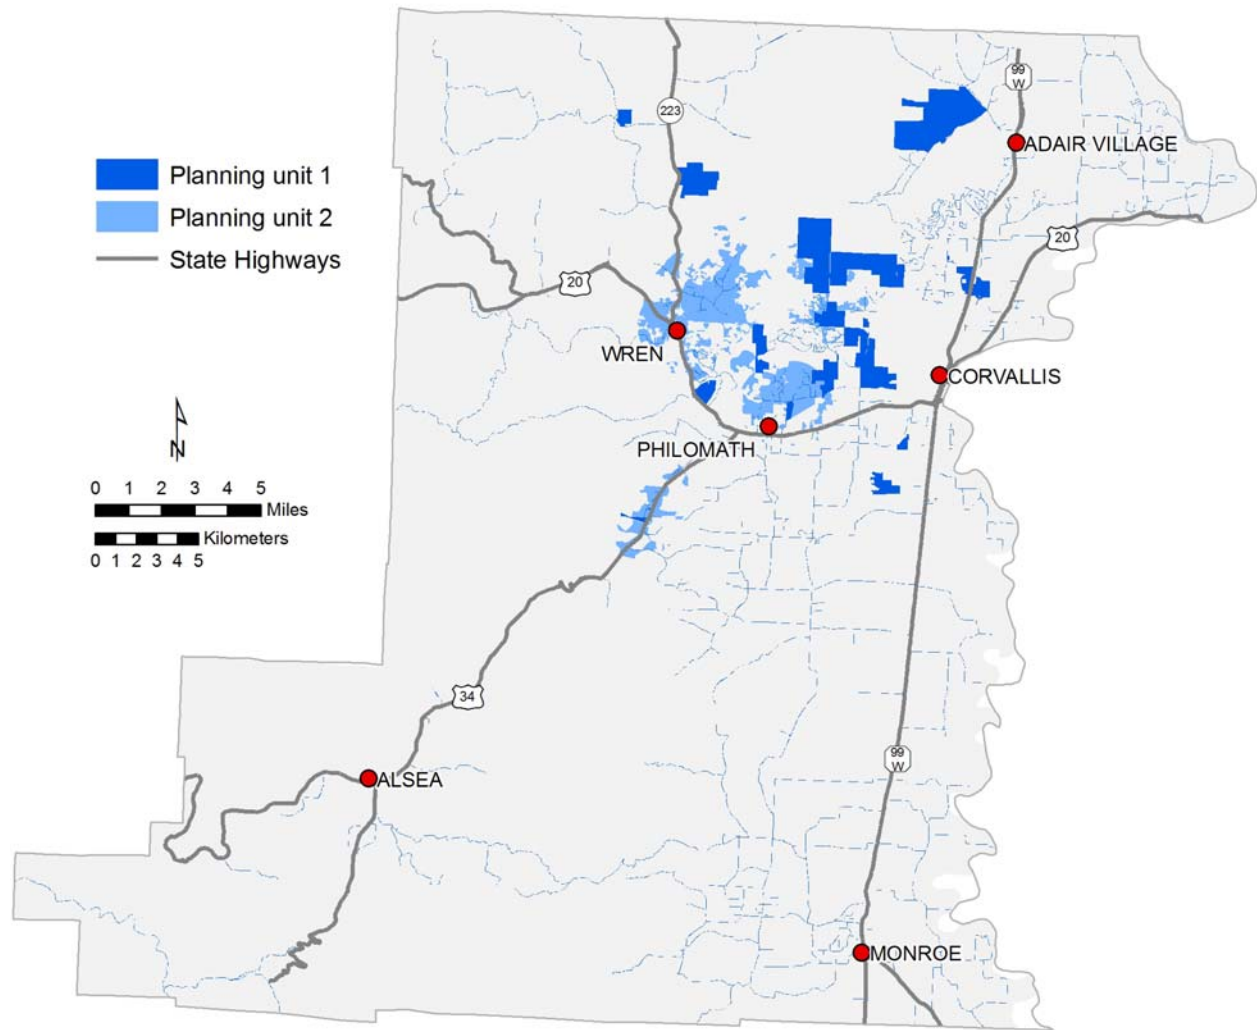 99
W
223
ADAIR VILLAGE
Planning unit 1
Planning unit 2
20
State Highways
20
WREN
CORVALLIS
PHILOMATH
N
0 1 2 3 4 5
Miles
Kilometers
0 1 2 3 4 5
34
99
W
ALSEA
MONROE